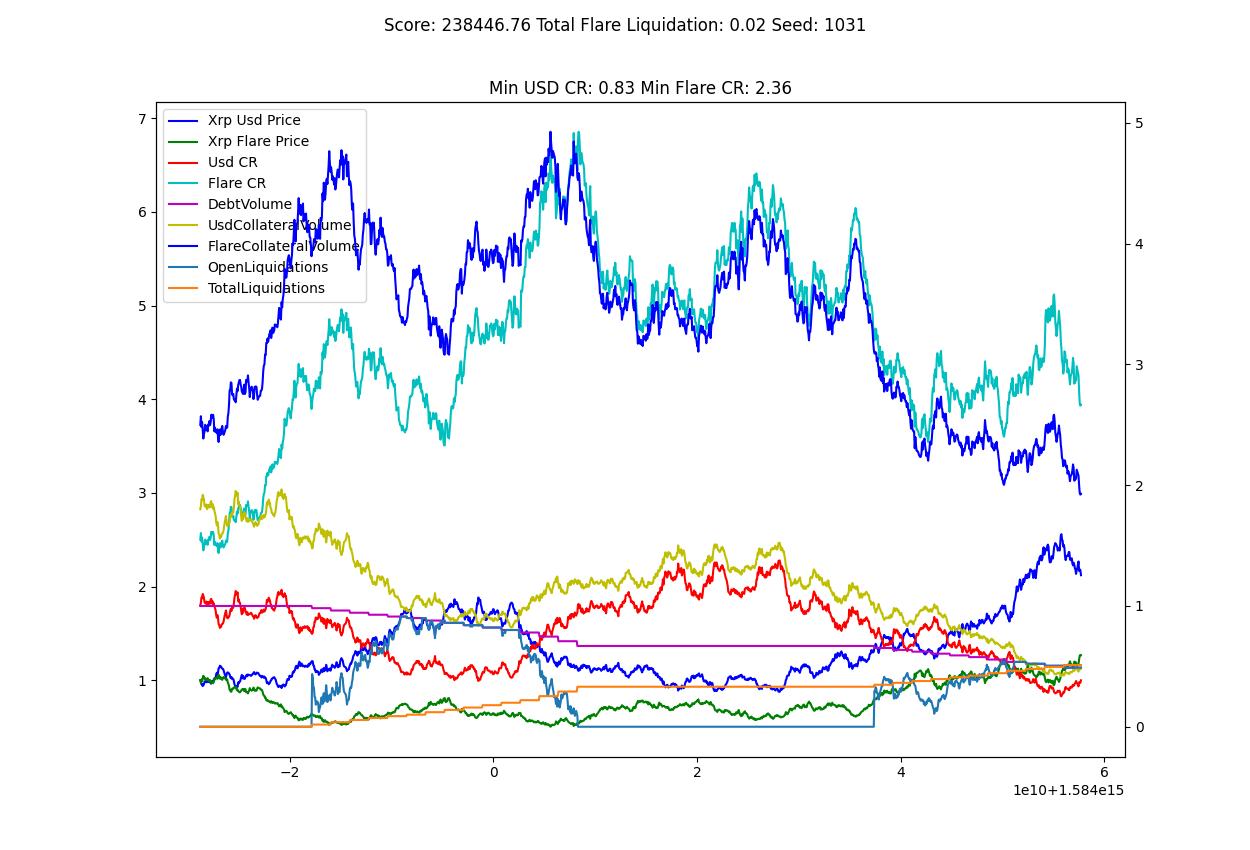 Score: 238446.76 Total Flare Liquidation: 0.02 Seed: 1031
Min USD CR: 0.83 Min Flare CR: 2.36
Xrp Usd Price
Xrp Flare Price
Usd CR
Flare CR
DebtVolume
UsdCollateralVolume
FlareCollateralVolume
OpenLiquidations
TotalLiquidations
7
6
5
4
3
2
1
5
4
3
2
1
0
−2
0
2
4
6
1e10+1.584e15